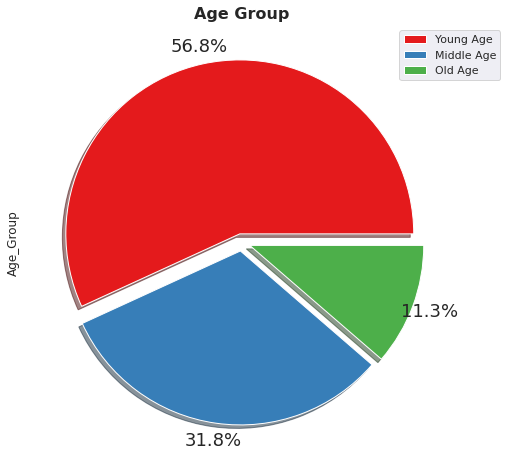 Age Group
56.8%
Young Age
Middle Age
Old Age
Age_Group
11.3%
31.8%